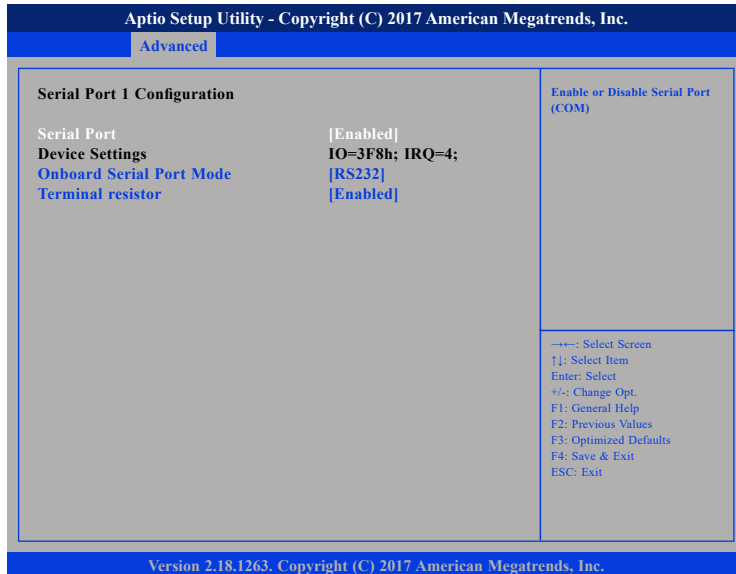 Aptio Setup Utility - Copyright (C) 2017 American Megatrends, Inc.
Advanced
Serial Port 1 Configuration
Serial Port [Enabled]
Device Settings IO=3F8h; IRQ=4;
Onboard Serial Port Mode [RS232]
Terminal resistor [Enabled]
Enable or Disable Serial Port
(COM)
→←: Select Screen
↑↓: Select Item
Enter: Select
+/-: Change Opt.
F1: General Help
F2: Previous Values
F3: Optimized Defaults
F4: Save & Exit
ESC: Exit
Version 2.18.1263. Copyright (C) 2017 American Megatrends, Inc.